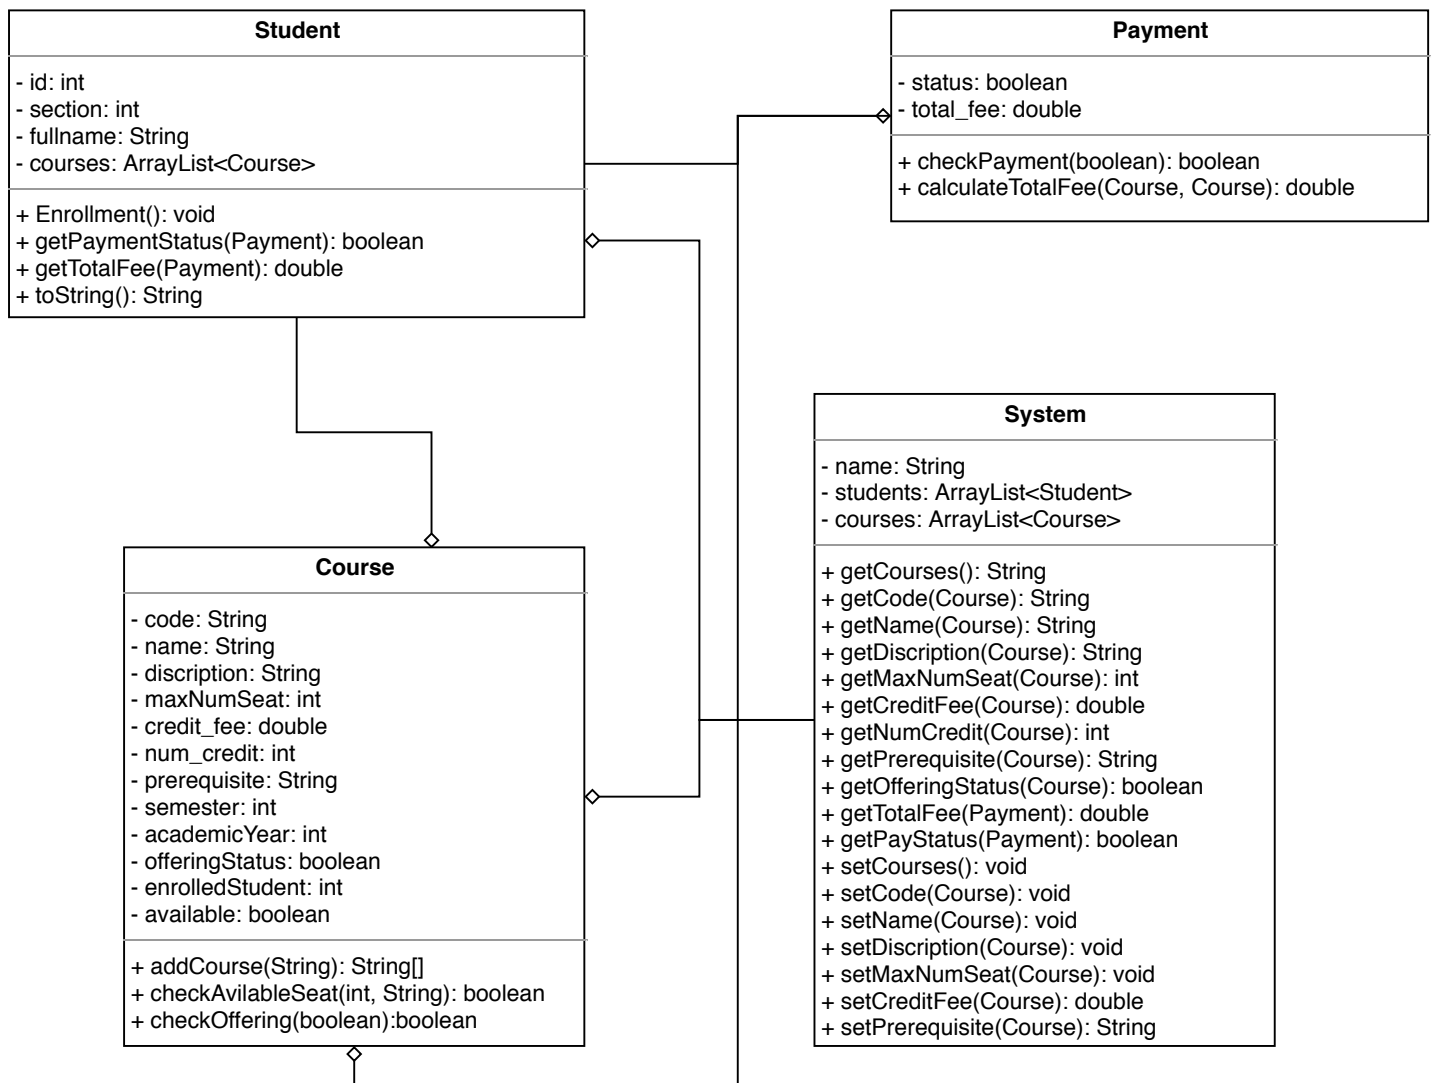 Student
- id: int
- section: int
- fullname: String
- courses: ArrayList<Course>
+ Enrollment(): void
+ getPaymentStatus(Payment): boolean
+ getTotalFee(Payment): double
+ toString(): String
Payment
- status: boolean
- total_fee: double
+ checkPayment(boolean): boolean
+ calculateTotalFee(Course, Course): double
Course
- code: String
- name: String
- discription: String
- maxNumSeat: int
- credit_fee: double
- num_credit: int
- prerequisite: String
- semester: int
- academicYear: int
- offeringStatus: boolean
- enrolledStudent: int
- available: boolean
+ addCourse(String): String[]
+ checkAvilableSeat(int, String): boolean
+ checkOffering(boolean):boolean
System
- name: String
- students: ArrayList<Student>
- courses: ArrayList<Course>
+ getCourses(): String
+ getCode(Course): String
+ getName(Course): String
+ getDiscription(Course): String
+ getMaxNumSeat(Course): int
+ getCreditFee(Course): double
+ getNumCredit(Course): int
+ getPrerequisite(Course): String
+ getOfferingStatus(Course): boolean
+ getTotalFee(Payment): double
+ getPayStatus(Payment): boolean
+ setCourses(): void
+ setCode(Course): void
+ setName(Course): void
+ setDiscription(Course): void
+ setMaxNumSeat(Course): void
+ setCreditFee(Course): double
+ setPrerequisite(Course): String